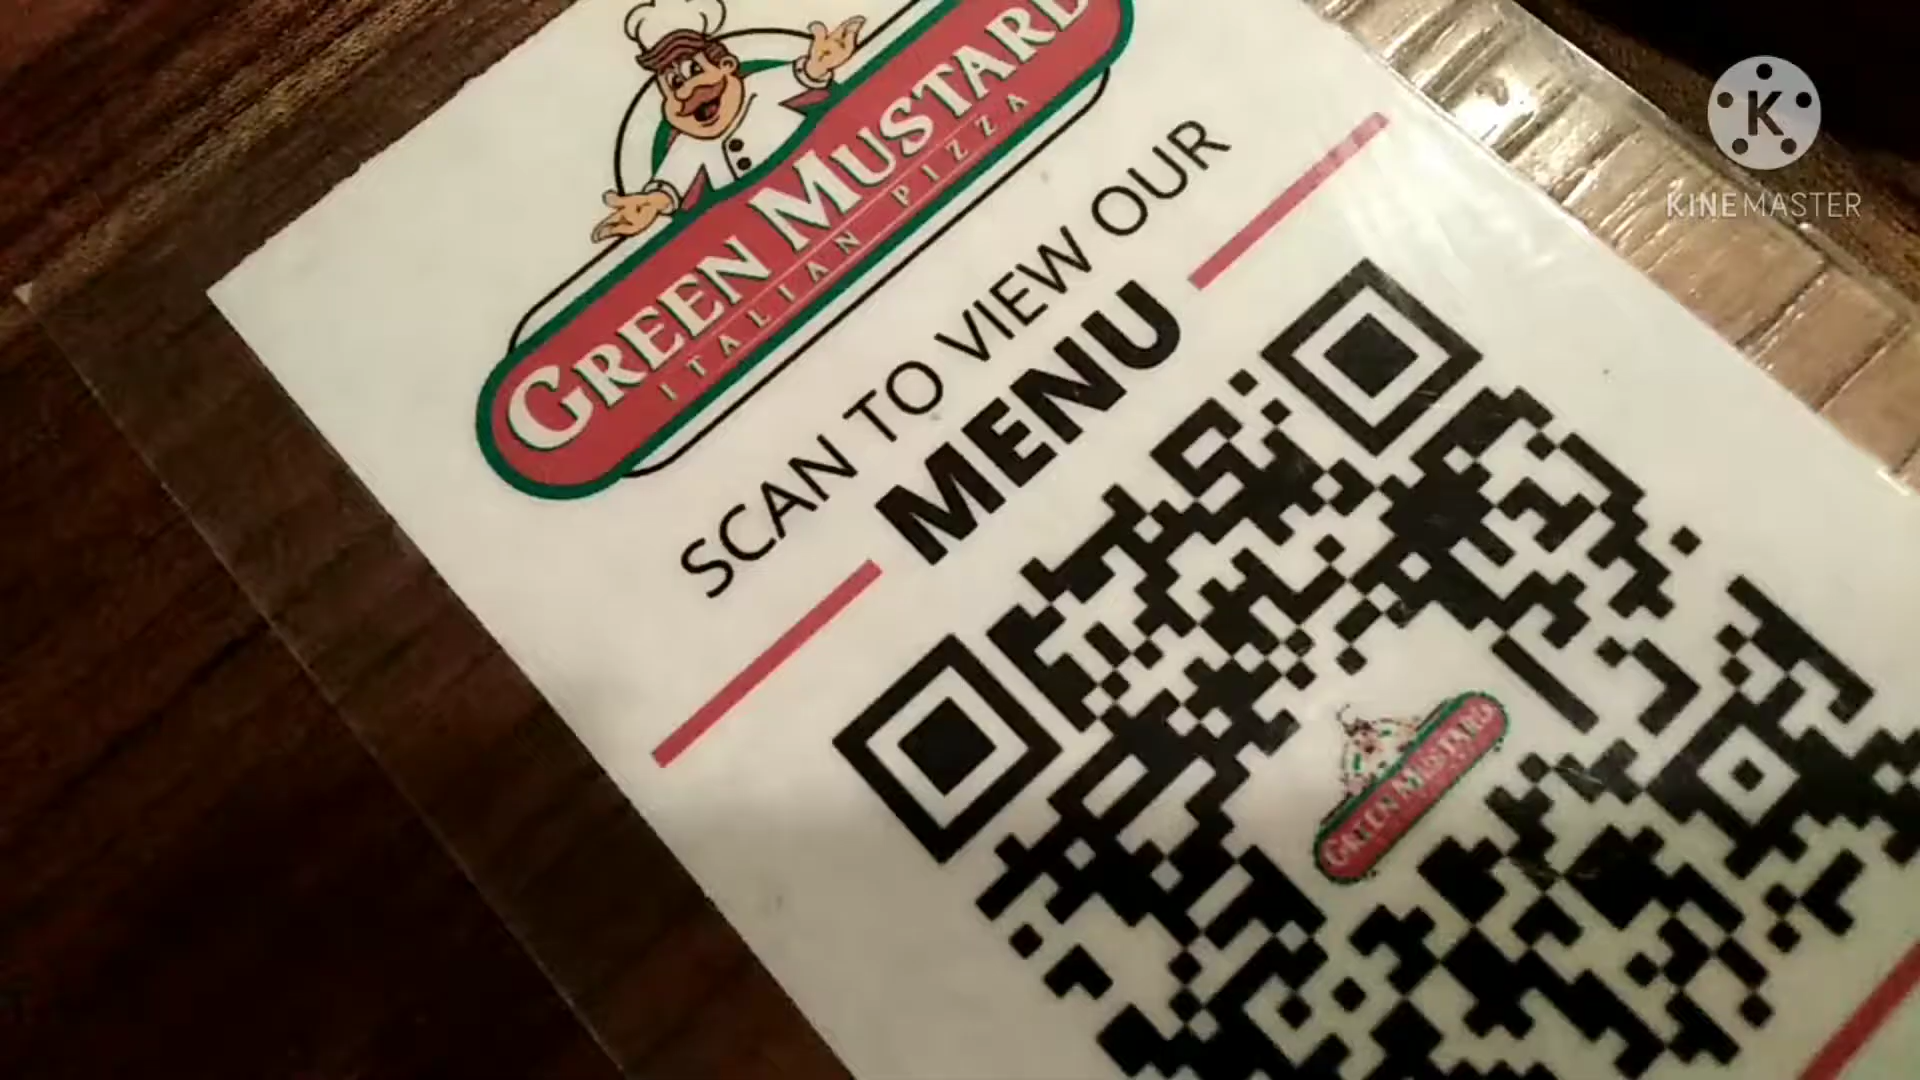 GREEN MUSTARD
ITALIAN PIZZA
SCAN TO VIEW OUR
MENU
GREEN MUSTARD
K
KINEMASTER